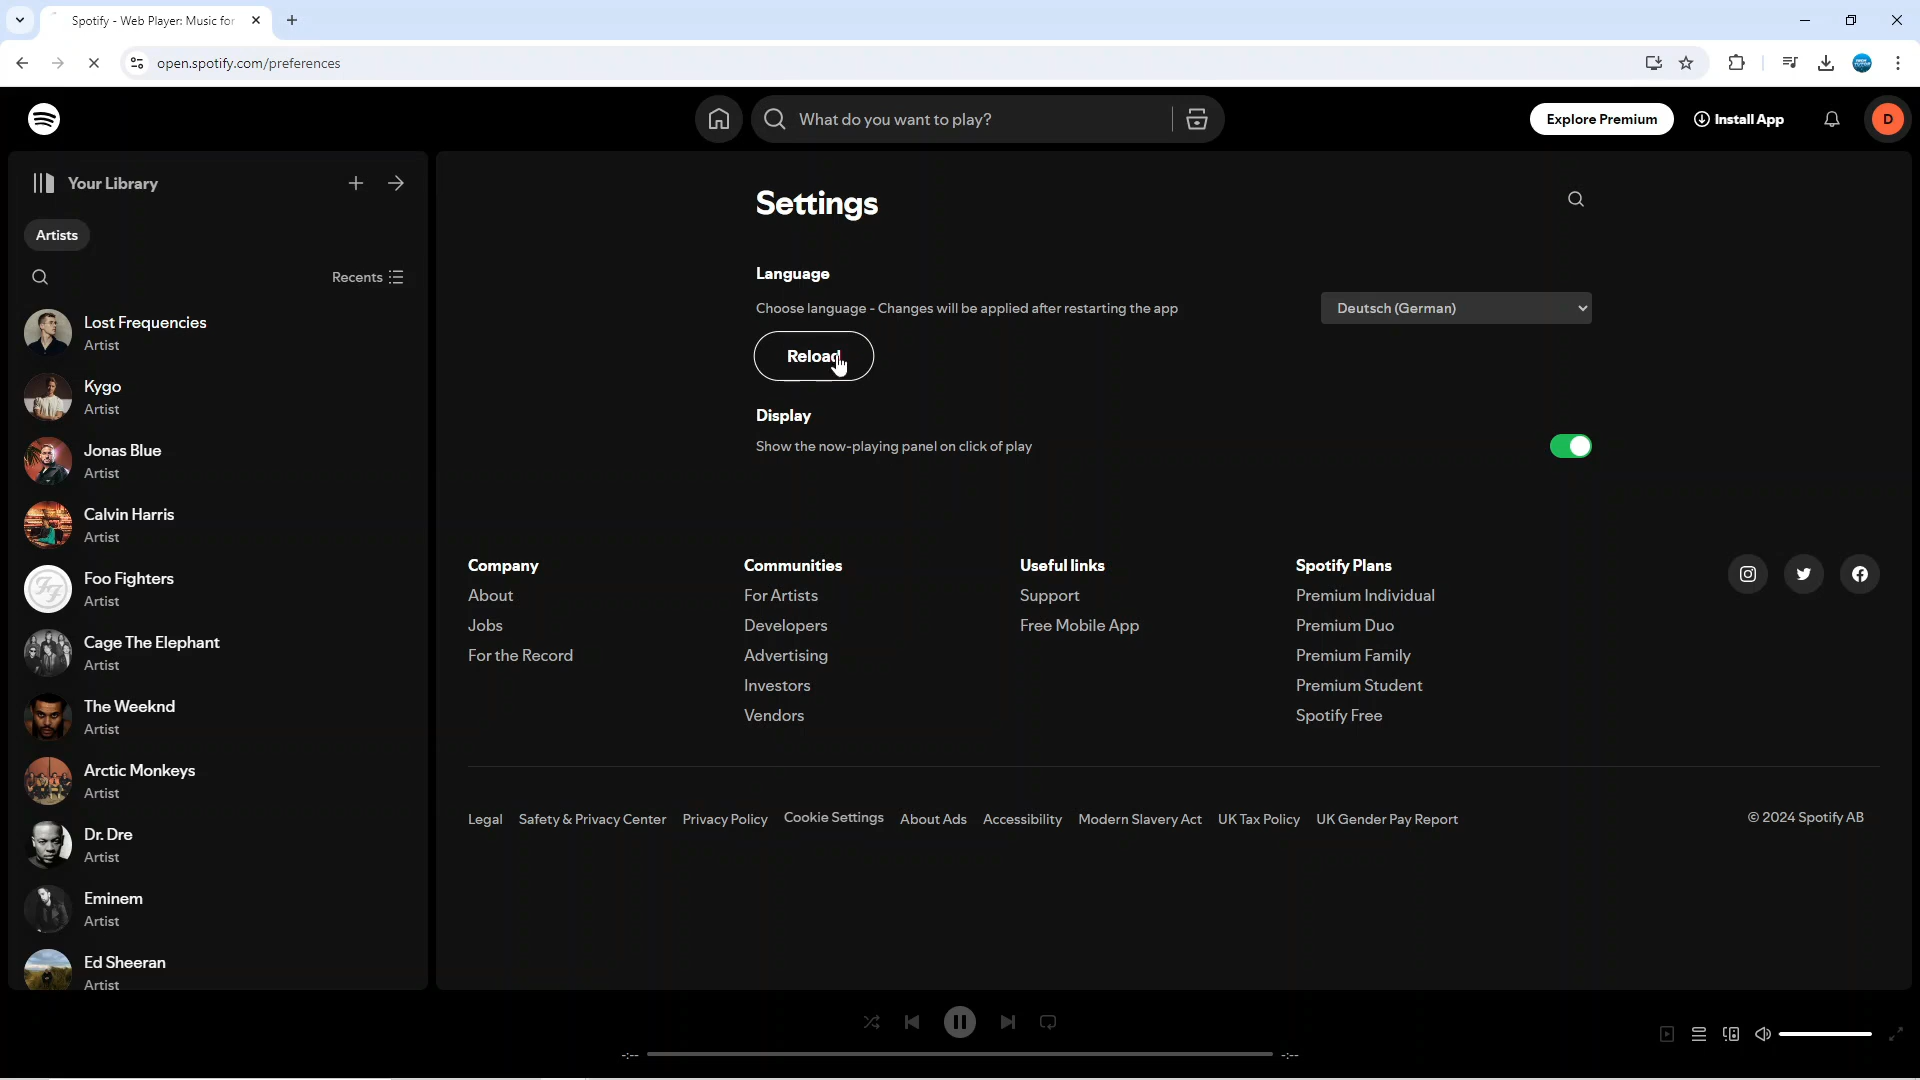 Spotify - Web Player: Music for
open.spotify.com/preferences
What do you want to play?
Explore Premium
Install App
D
Your Library
Artists
Recents
Lost Frequencies
Artist
Kygo
Artist
Jonas Blue
Artist
Calvin Harris
Artist
Foo Fighters
Artist
Cage The Elephant
Artist
The Weeknd
Artist
Arctic Monkeys
Artist
Dr. Dre
Artist
Eminem
Artist
Ed Sheeran
Artist
Settings
Language
Choose language - Changes will be applied after restarting the app
Deutsch (German)
Reload
Display
Show the now-playing panel on click of play
Company
About
Jobs
For the Record
Communities
For Artists
Developers
Advertising
Investors
Vendors
Useful links
Support
Free Mobile App
Spotify Plans
Premium Individual
Premium Duo
Premium Family
Premium Student
Spotify Free
Legal Safety & Privacy Center Privacy Policy Cookie Settings About Ads Accessibility Modern Slavery Act UK Tax Policy UK Gender Pay Report
© 2024 Spotify AB
-:-- -:--